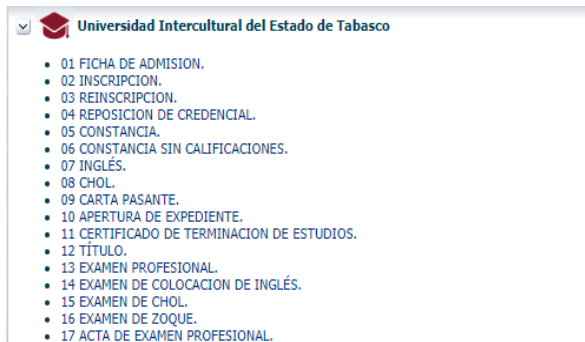 Universidad Intercultural del Estado de Tabasco
01 FICHA DE ADMISION.
02 INSCRIPCION.
03 REINSCRIPCION.
04 REPOSICION DE CREDENCIAL.
05 CONSTANCIA.
06 CONSTANCIA SIN CALIFICACIONES.
07 INGLÉS.
08 CHOL.
09 CARTA PASANTE.
10 APERTURA DE EXPEDIENTE.
11 CERTIFICADO DE TERMINACION DE ESTUDIOS.
12 TÍTULO.
13 EXAMEN PROFESIONAL.
14 EXAMEN DE COLOCACION DE INGLÉS.
15 EXAMEN DE CHOL.
16 EXAMEN DE ZOQUE.
17 ACTA DE EXAMEN PROFESIONAL.